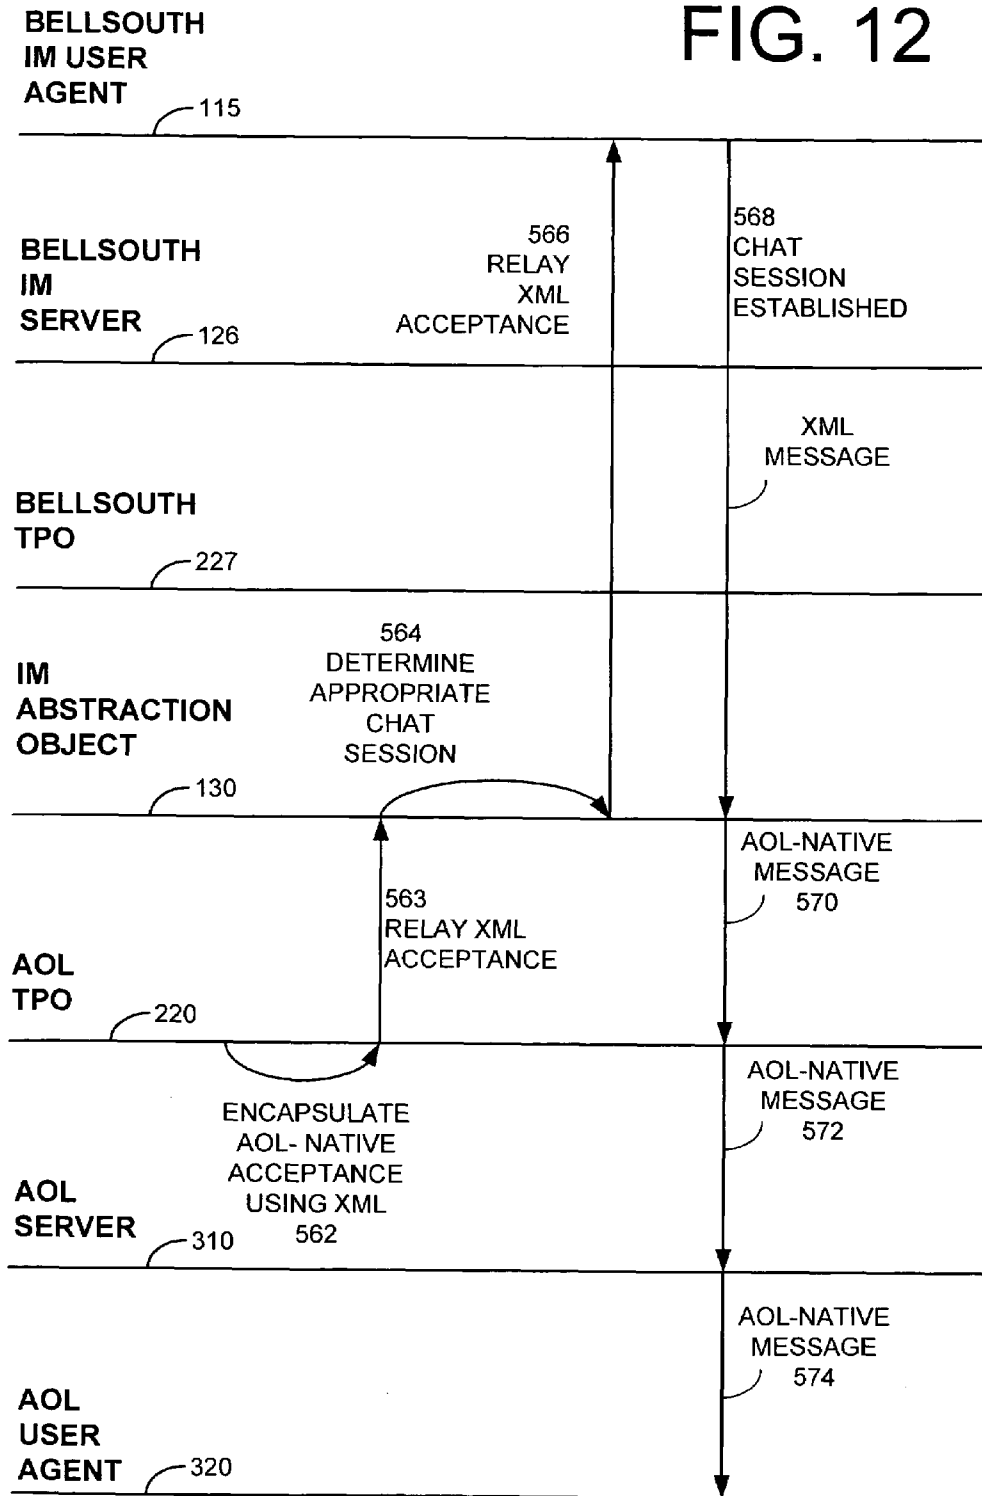 FIG. 12
BELLSOUTH
IM USER
AGENT
115
BELLSOUTH
IM
SERVER
126
566
RELAY
XML
ACCEPTANCE
568
CHAT
SESSION
ESTABLISHED
XML
MESSAGE
BELLSOUTH
TPO
227
IM
ABSTRACTION
OBJECT
130
564
DETERMINE
APPROPRIATE
CHAT
SESSION
AOL-NATIVE
MESSAGE
570
563
RELAY XML
ACCEPTANCE
AOL
TPO
220
ENCAPSULATE
AOL- NATIVE
ACCEPTANCE
USING XML
562
AOL-NATIVE
MESSAGE
572
AOL
SERVER
310
AOL-NATIVE
MESSAGE
574
AOL
USER
AGENT
320